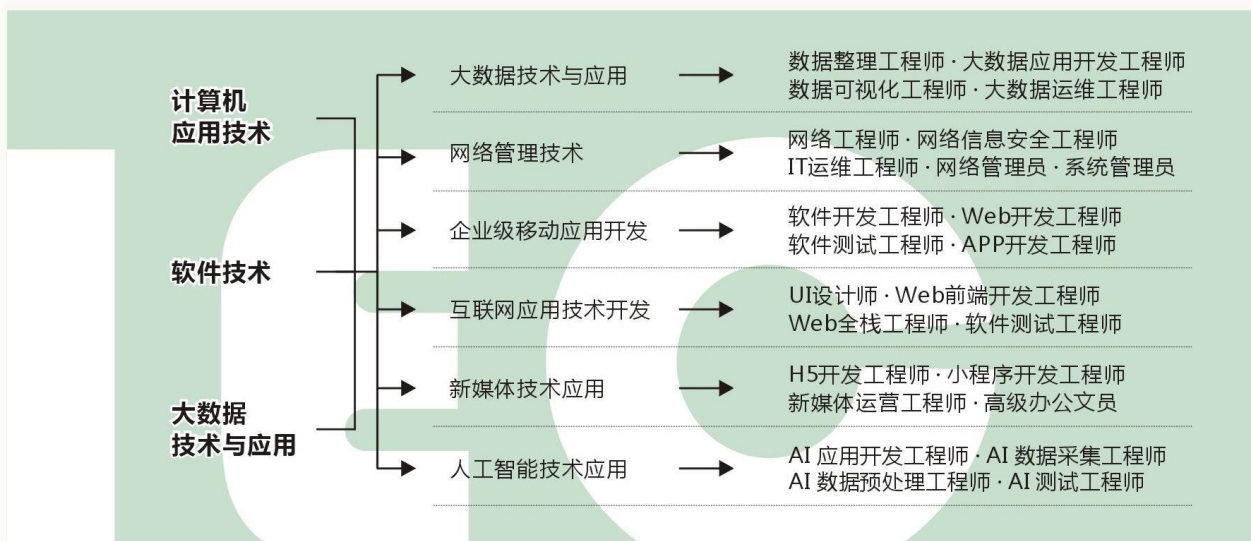 计算机
应用技术
软件技术
大数据
技术与应用
大数据技术与应用
数据整理工程师·大数据应用开发工程师
数据可视化工程师·大数据运维工程师
网络管理技术
网络工程师·网络信息安全工程师
IT运维工程师·网络管理员·系统管理员
企业级移动应用开发
软件开发工程师·Web开发工程师
软件测试工程师·APP开发工程师
互联网应用技术开发
UI设计师·Web前端开发工程师
Web全栈工程师·软件测试工程师
新媒体技术应用
H5开发工程师·小程序开发工程师
新媒体运营工程师·高级办公文员
人工智能技术应用
AI 应用开发工程师·AI 数据采集工程师
AI 数据预处理工程师·AI 测试工程师